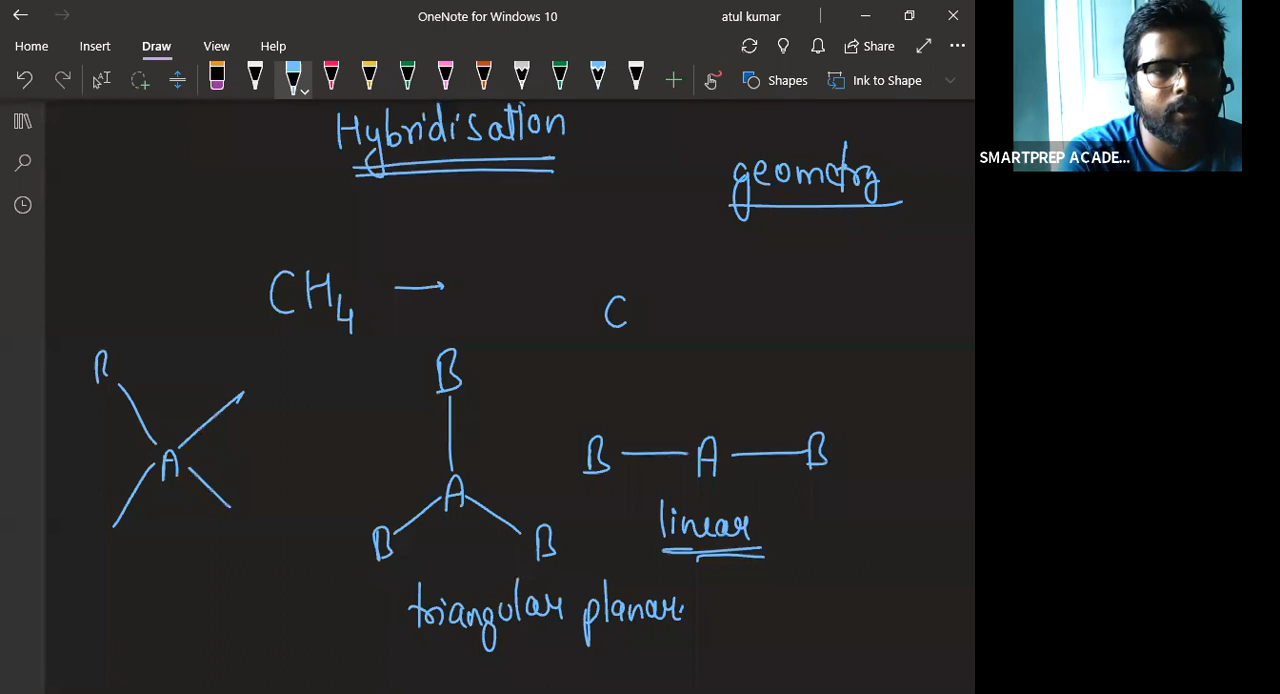 OneNote for Windows 10
atul kumar
Home Insert Draw View Help
Share
Shapes Ink to Shape
SMARTPREP ACADE...
Hybridisation
geometry
CH4 → C
B
A
B
A
B B
B A B
linear
triangular planar